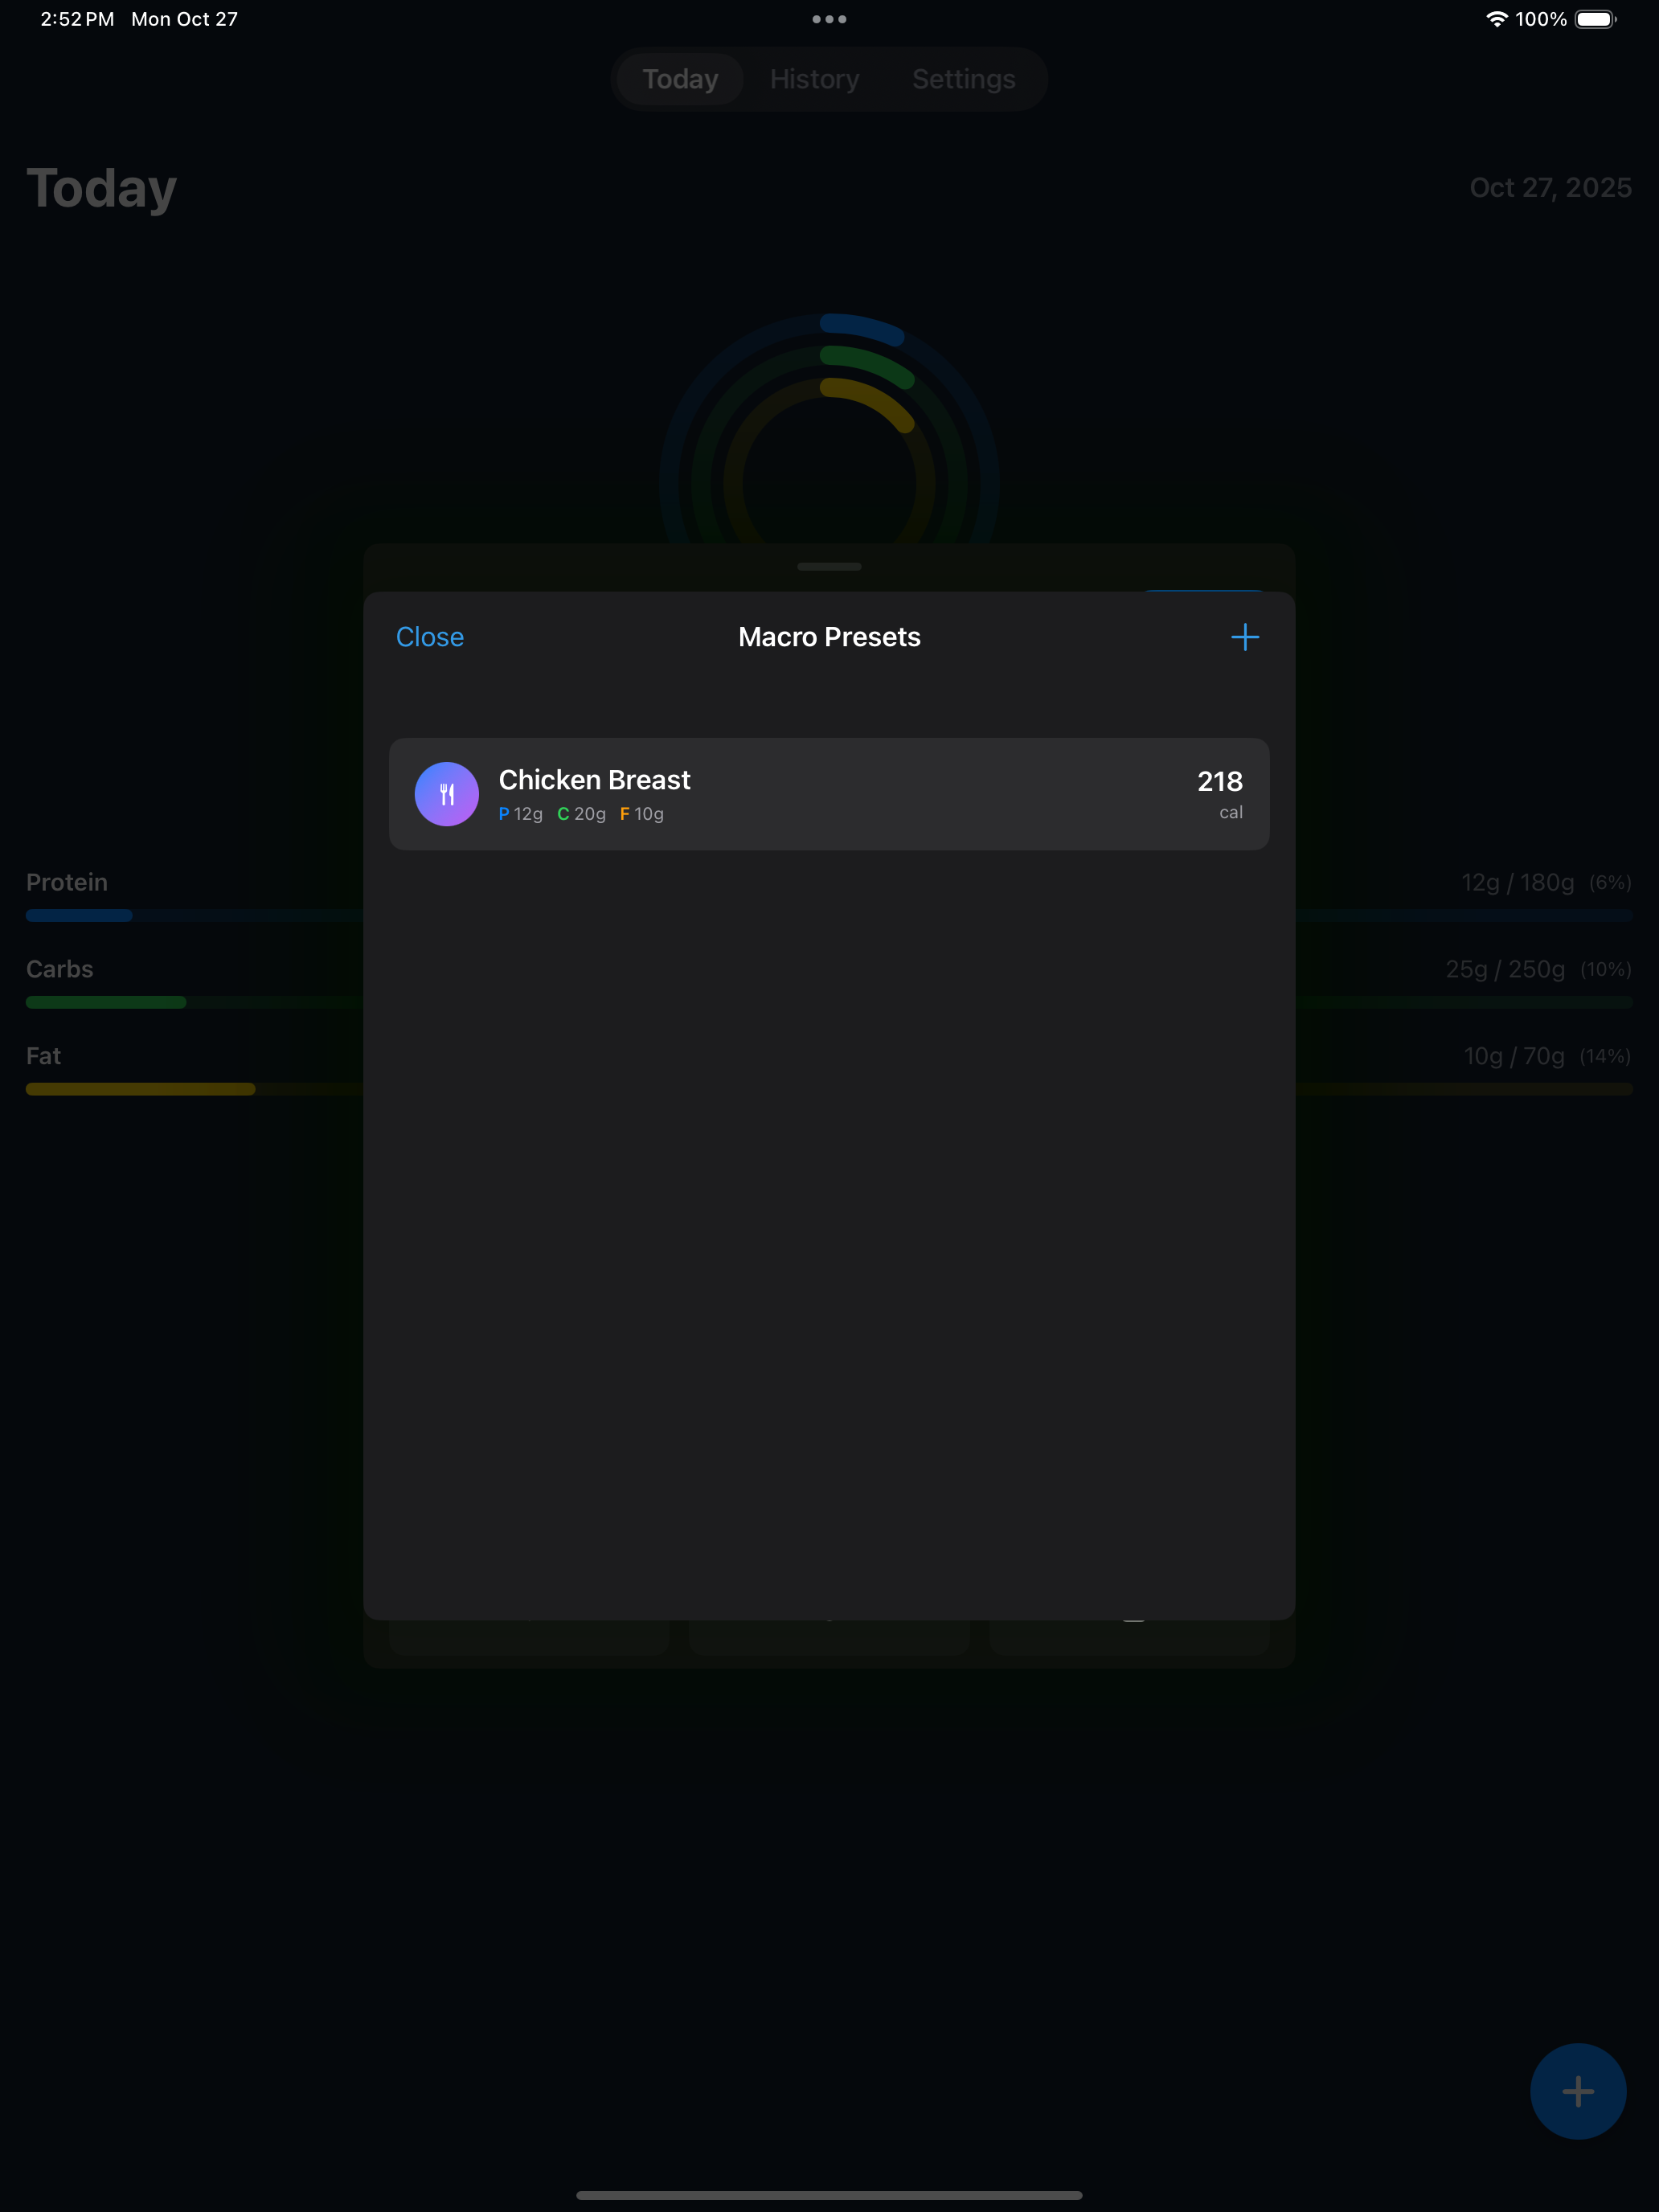 2:52 PM Mon Oct 27
100%
Today History Settings
Today
Oct 27, 2025
Close
Macro Presets
Chicken Breast
P 12g C 20g F 10g
218
cal
Protein
12g / 180g (6%)
Carbs
25g / 250g (10%)
Fat
10g / 70g (14%)